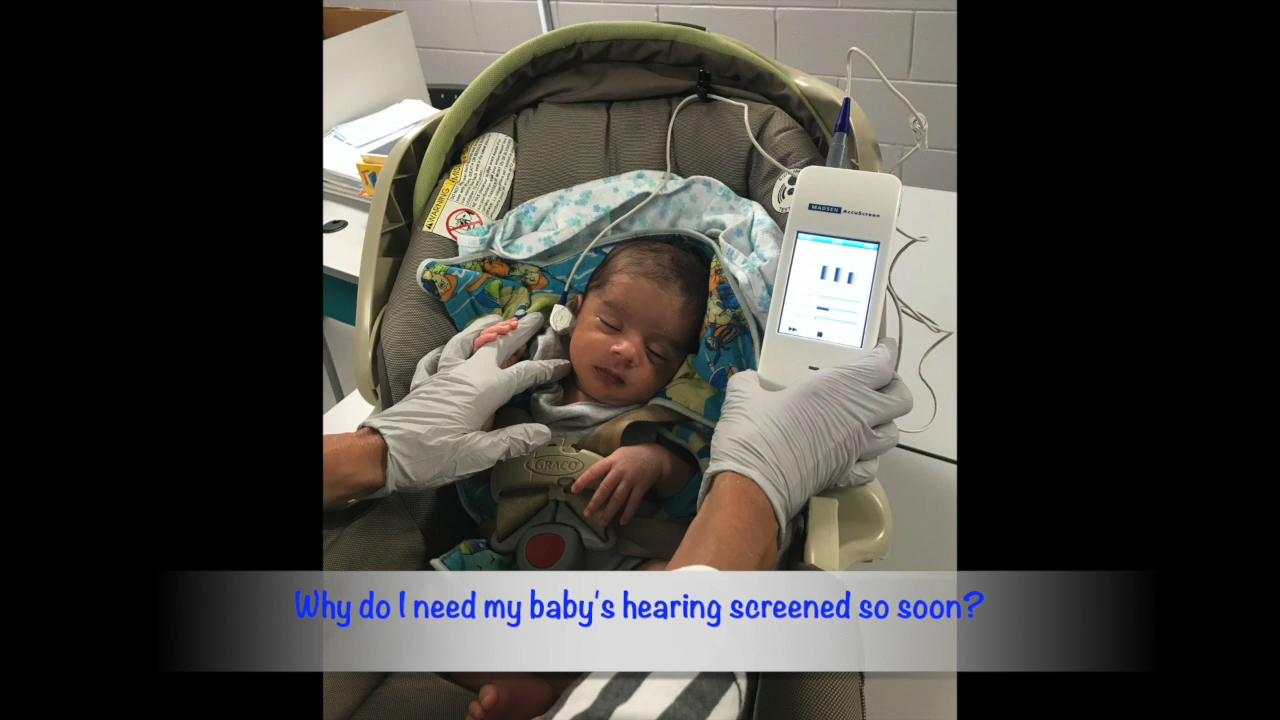 WARNING
MADSEN AccuScreen
GRACO
Why do I need my baby's hearing screened so soon?